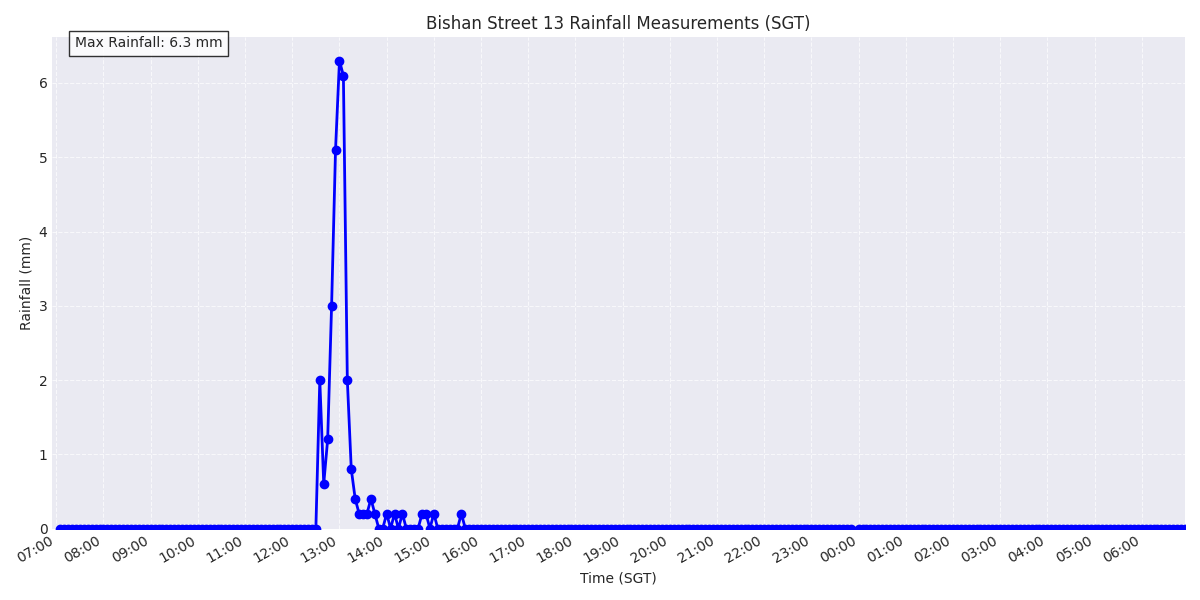 Bishan Street 13 Rainfall Measurements (SGT)
Max Rainfall: 6.3 mm
Rainfall (mm)
6
5
4
3
2
1
0
07:00 08:00 09:00 10:00 11:00 12:00 13:00 14:00 15:00 16:00 17:00 18:00 19:00 20:00 21:00 22:00 23:00 00:00 01:00 02:00 03:00 04:00 05:00 06:00
Time (SGT)